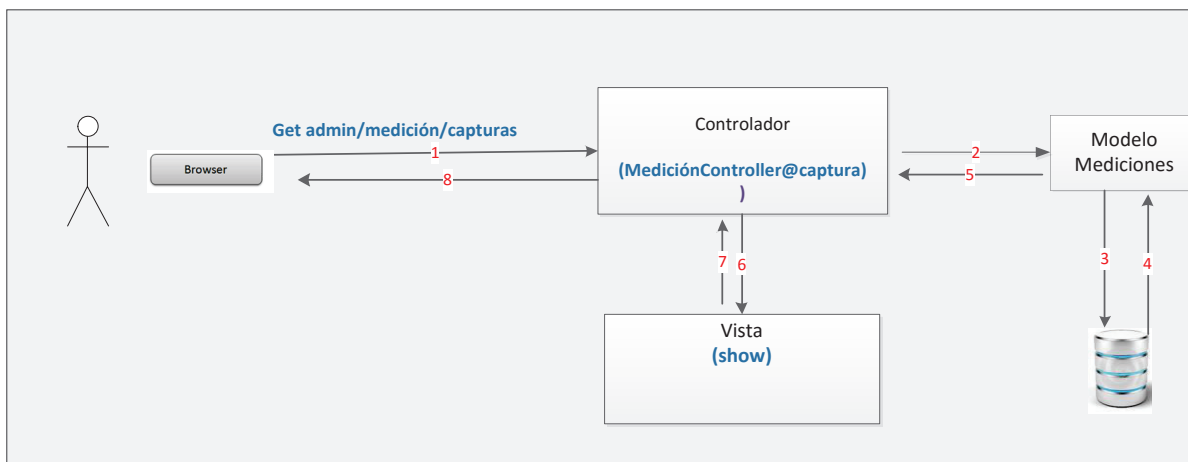 Get admin/medición/capturas
Browser
1
8
Controlador
(MediciónController@captura)
)
2
5
Modelo
Mediciones
3
4
7
6
Vista
(show)